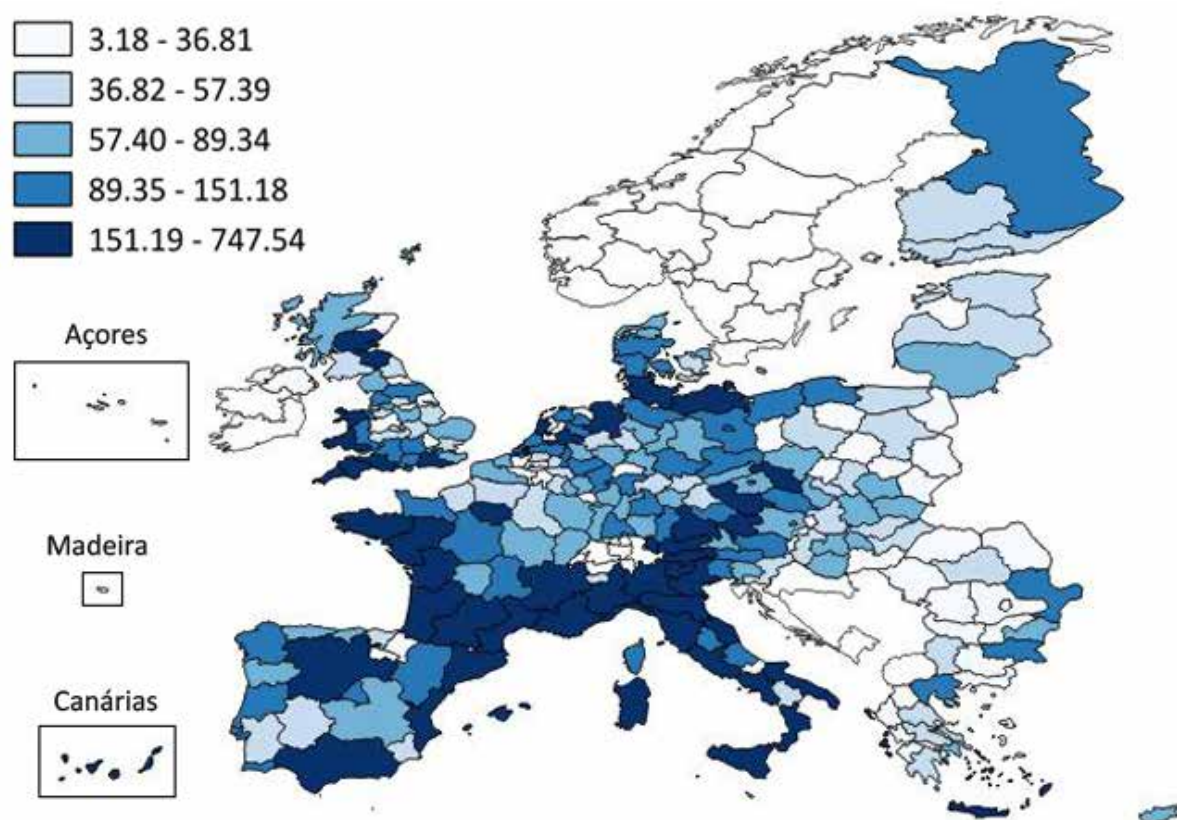 3.18 - 36.81
36.82 - 57.39
57.40 - 89.34
89.35 - 151.18
151.19 - 747.54
Açores
Madeira
Canárias